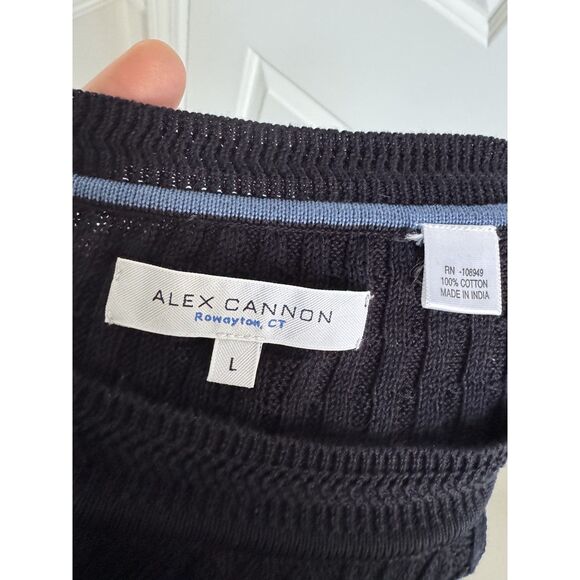 ALEX CANNON
Rowayton, CT
L
RN -108949
100% COTTON
MADE IN INDIA